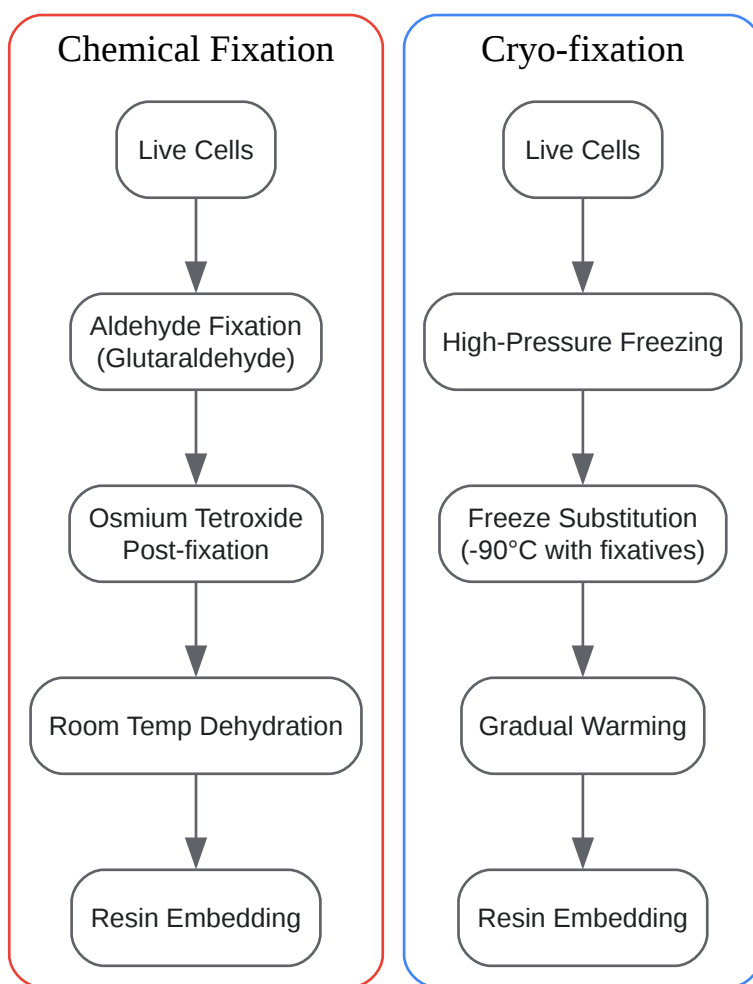 Chemical Fixation
Live Cells
Aldehyde Fixation
(Glutaraldehyde)
Osmium Tetroxide
Post-fixation
Room Temp Dehydration
Resin Embedding
Cryo-fixation
Live Cells
High-Pressure Freezing
Freeze Substitution
(-90°C with fixatives)
Gradual Warming
Resin Embedding